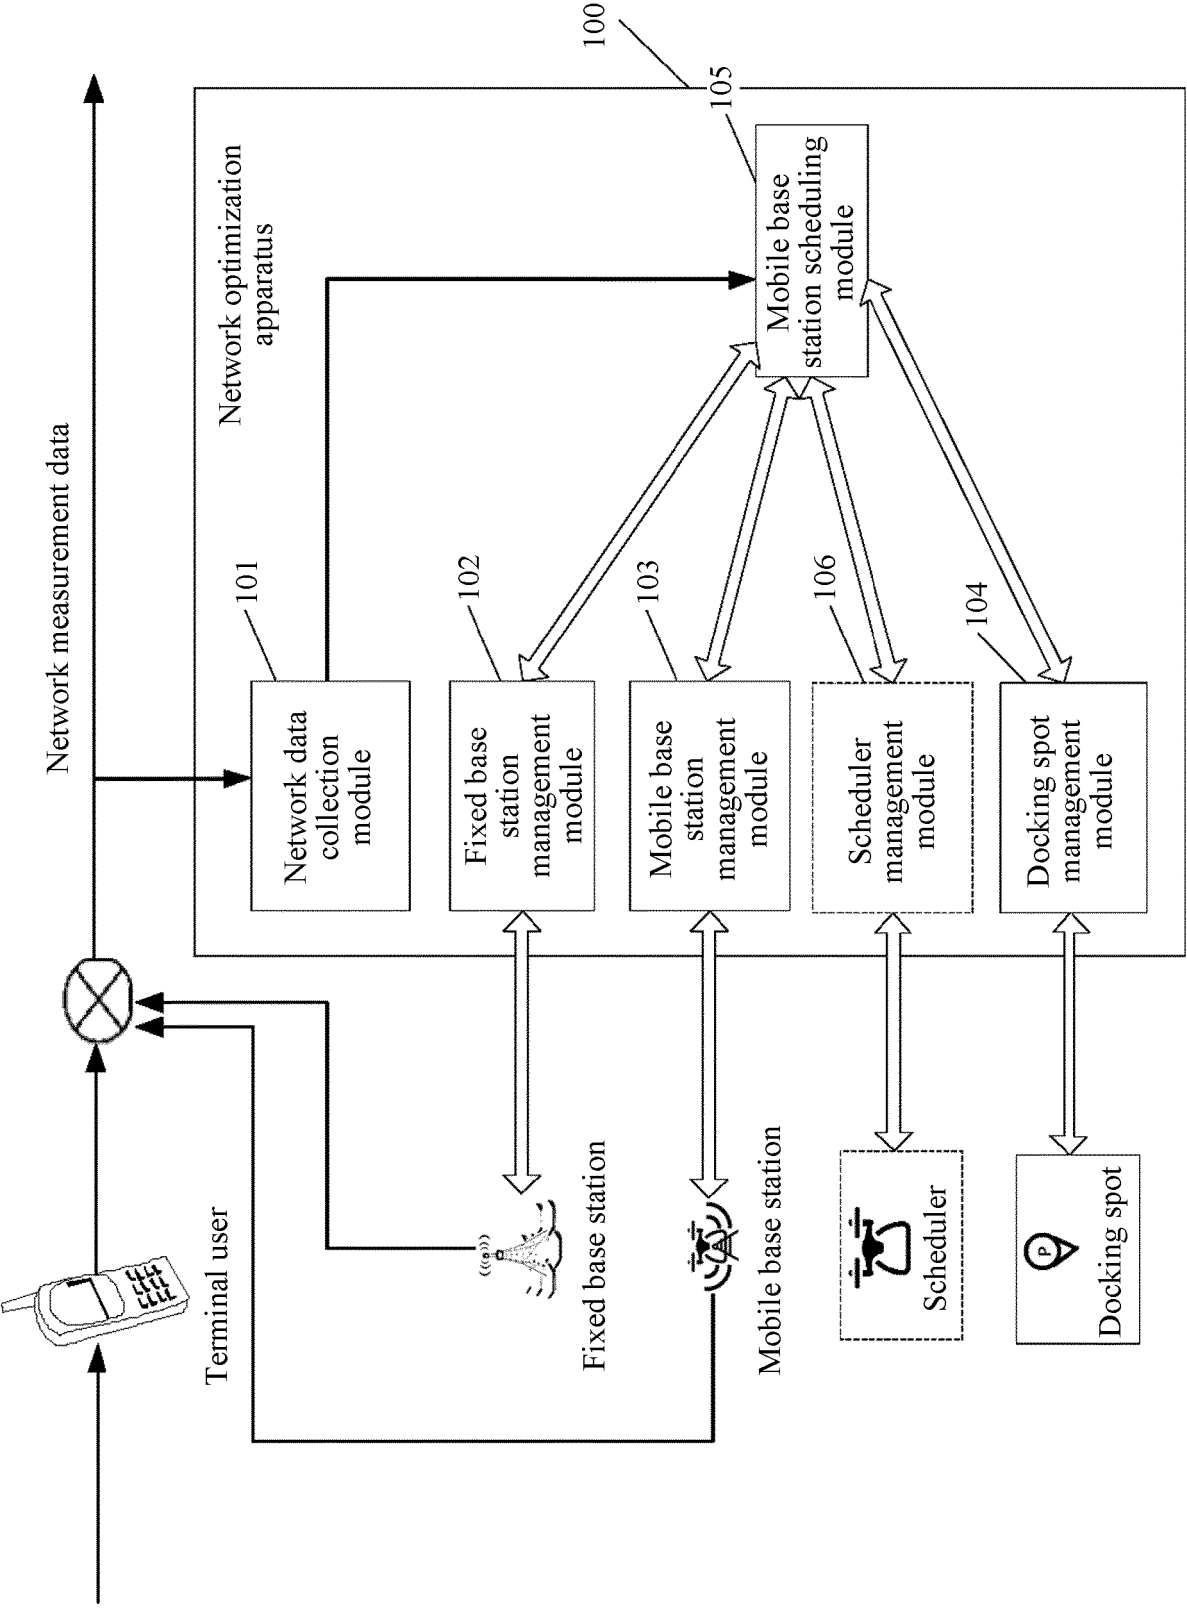 Network measurement data
Terminal user
Network optimization
apparatus
100
101
Network data
collection
module
102
Fixed base
station
management
module
Fixed base station
103
Mobile base
station
management
module
Mobile base station
105
Mobile base
station scheduling
module
106
Scheduler
management
module
Scheduler
104
Docking spot
management
module
P
Docking spot